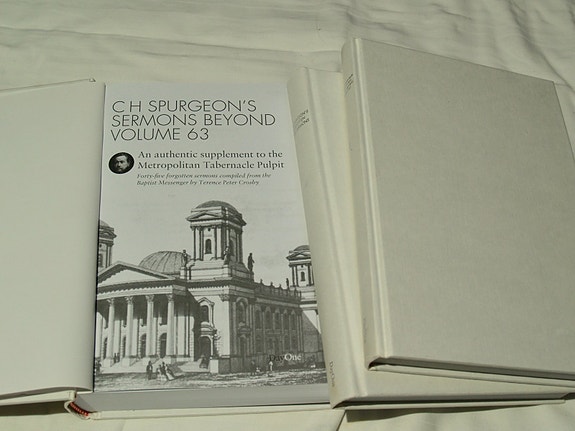 C H SPURGEON'S
SERMONS BEYOND
VOLUME 63
An authentic supplement to the
Metropolitan Tabernacle Pulpit
Forty-five forgotten sermons compiled from the
Baptist Messenger by Terence Peter Crosby
DayOne